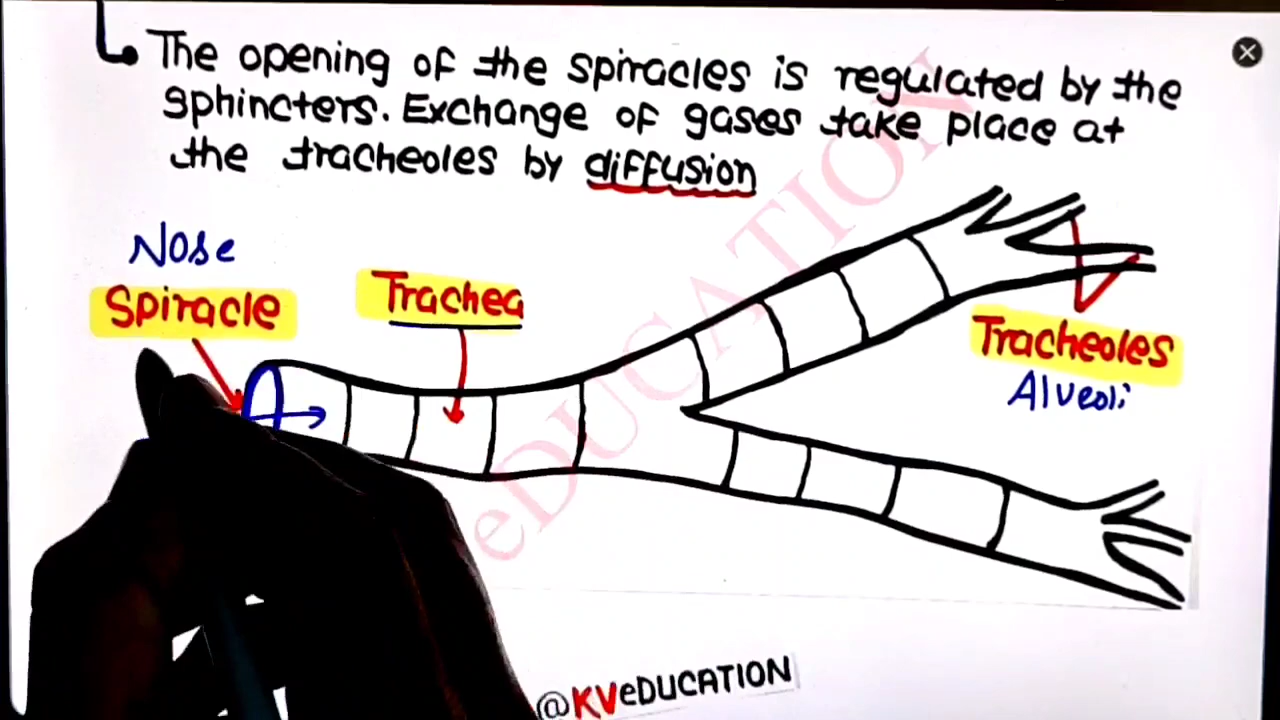 The opening of the spiracles is regulated by the
sphincters. Exchange of gases take place at
the tracheoles by diffusion
Nose
Spiracle
Trachea
Tracheoles
Alveoli
eDUCATION
@KVeDUCATION